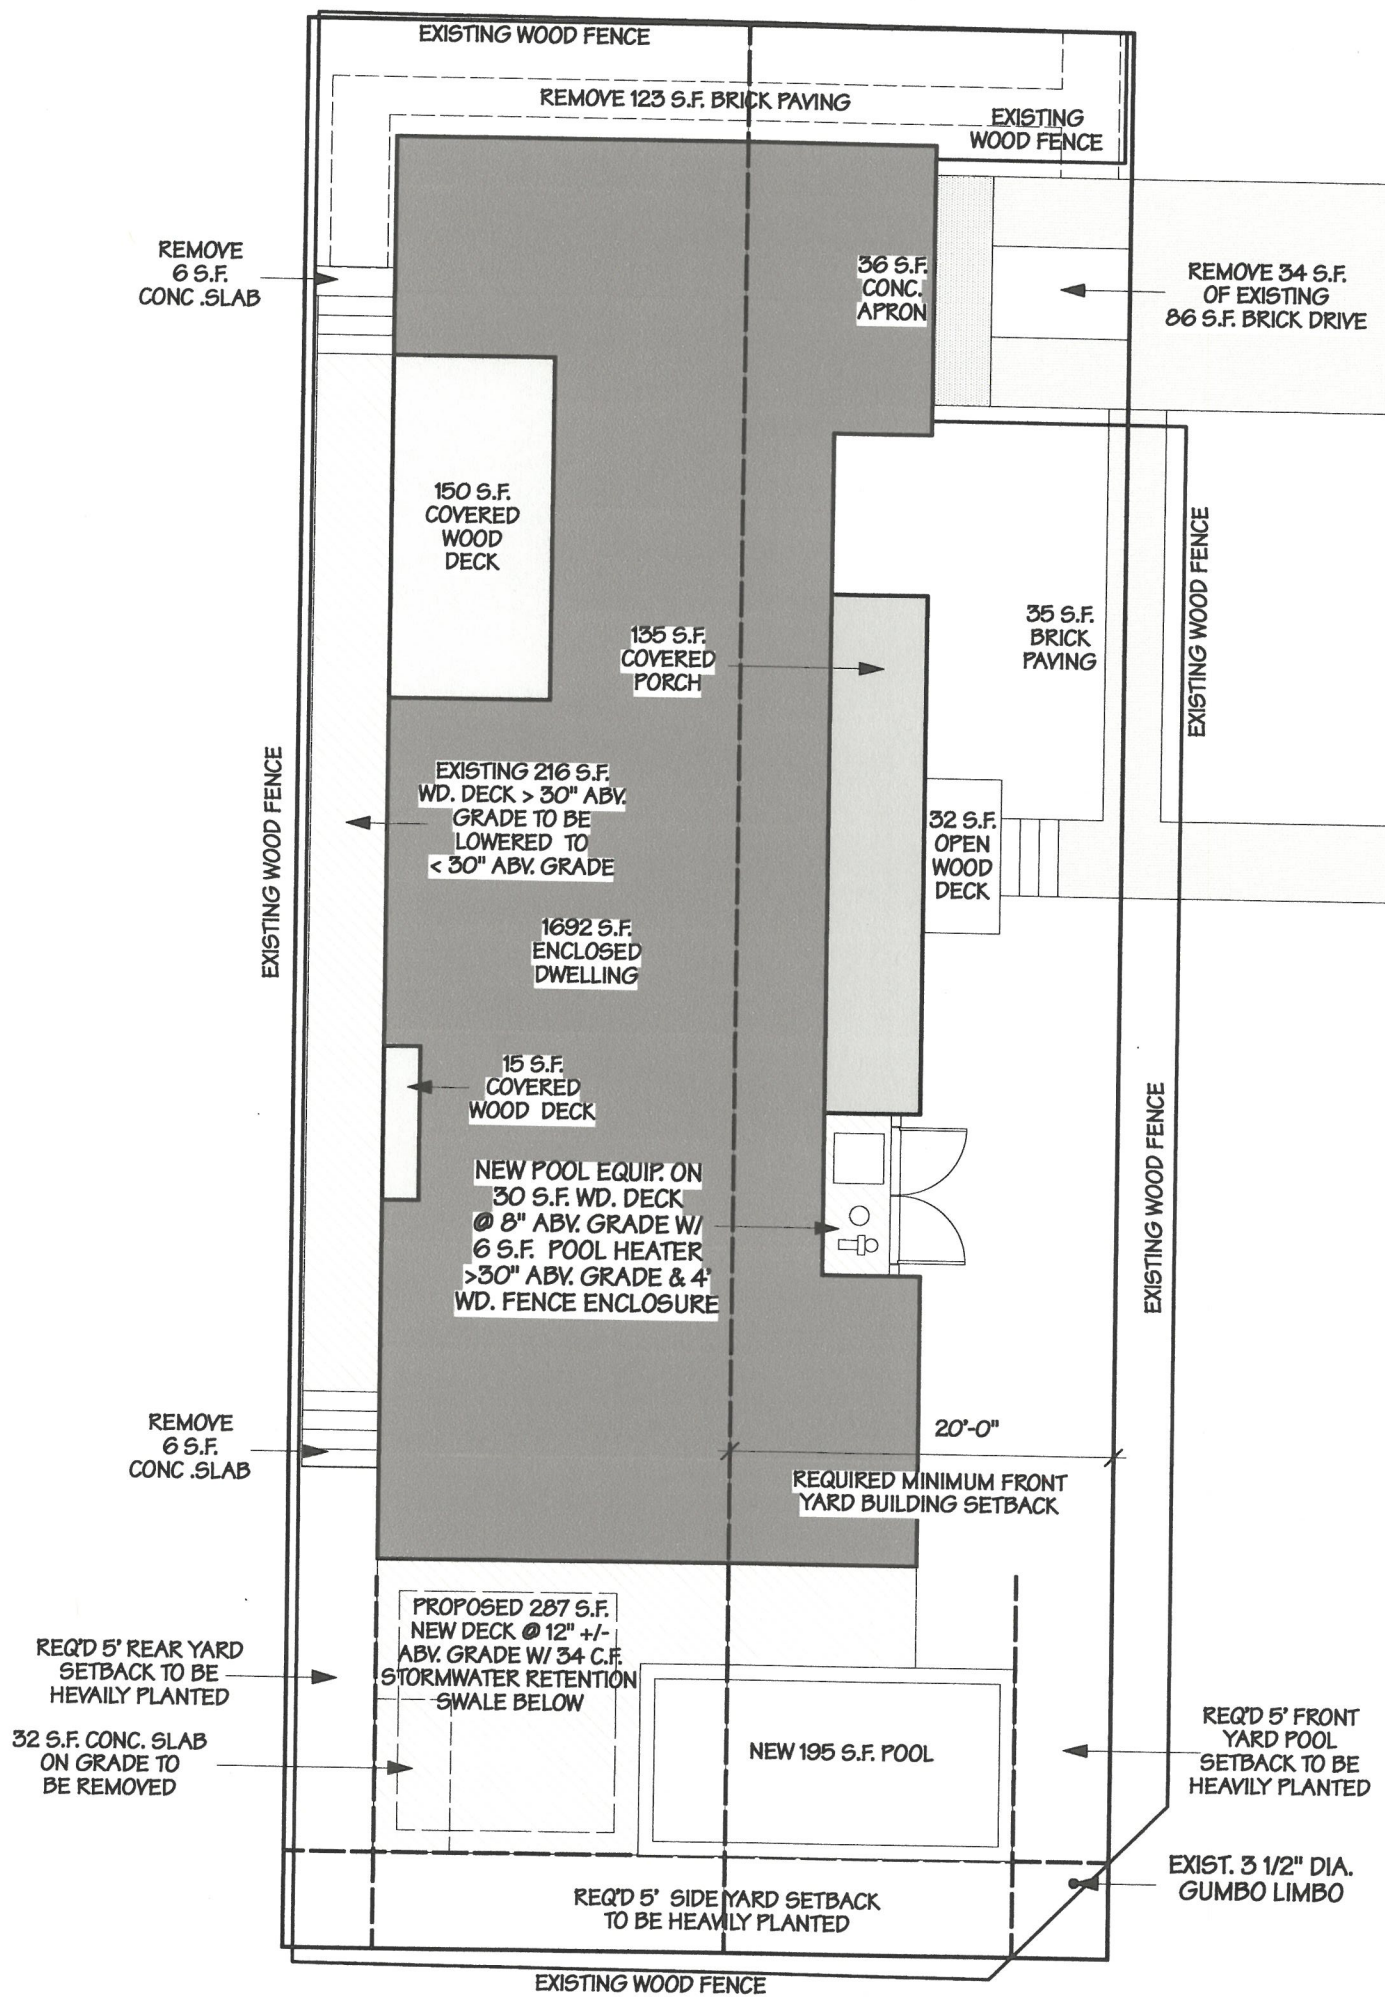 EXISTING WOOD FENCE
REMOVE 123 S.F. BRICK PAVING
EXISTING
WOOD FENCE
REMOVE
6 S.F.
CONC .SLAB
36 S.F.
CONC.
APRON
REMOVE 34 S.F.
OF EXISTING
86 S.F. BRICK DRIVE
150 S.F.
COVERED
WOOD
DECK
EXISTING WOOD FENCE
135 S.F.
COVERED
PORCH
35 S.F.
BRICK
PAVING
EXISTING WOOD FENCE
EXISTING 216 S.F.
WD. DECK > 30" ABV.
GRADE TO BE
LOWERED TO
< 30" ABV. GRADE
32 S.F.
OPEN
WOOD
DECK
1692 S.F.
ENCLOSED
DWELLING
15 S.F.
COVERED
WOOD DECK
EXISTING WOOD FENCE
NEW POOL EQUIP. ON
30 S.F. WD. DECK
@ 8" ABV. GRADE W/
6 S.F. POOL HEATER
>30" ABV. GRADE & 4'
WD. FENCE ENCLOSURE
REMOVE
6 S.F.
CONC .SLAB
20'-0"
REQUIRED MINIMUM FRONT
YARD BUILDING SETBACK
PROPOSED 287 S.F.
NEW DECK @ 12" +/-
ABV. GRADE W/ 34 C.F.
STORMWATER RETENTION
SWALE BELOW
REQ'D 5' REAR YARD
SETBACK TO BE
HEVAILY PLANTED
32 S.F. CONC. SLAB
ON GRADE TO
BE REMOVED
NEW 195 S.F. POOL
REQ'D 5' FRONT
YARD POOL
SETBACK TO BE
HEAVILY PLANTED
EXIST. 3 1/2" DIA.
GUMBO LIMBO
REQ'D 5' SIDE YARD SETBACK
TO BE HEAVILY PLANTED
EXISTING WOOD FENCE